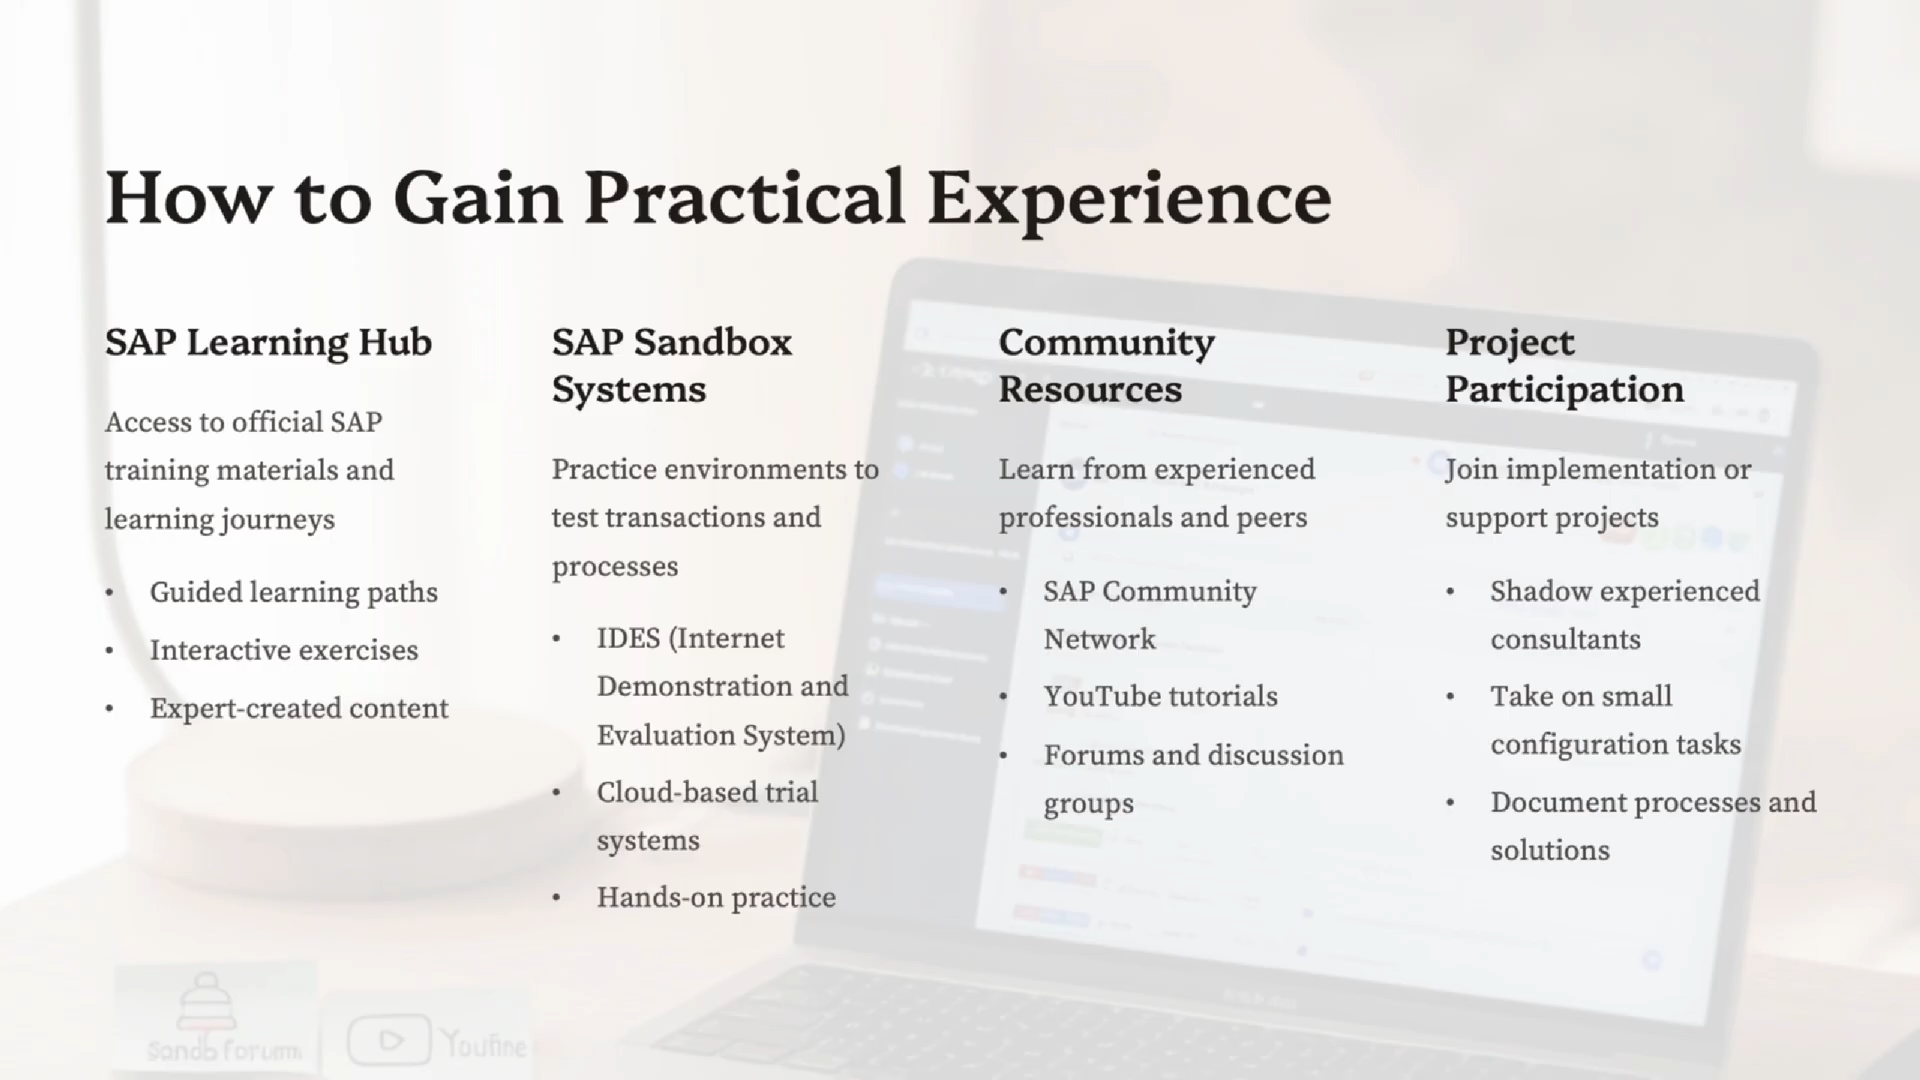 How to Gain Practical Experience
SAP Learning Hub
Access to official SAP
training materials and
learning journeys
• Guided learning paths
• Interactive exercises
• Expert-created content
SAP Sandbox
Systems
Practice environments to
test transactions and
processes
• IDES (Internet
Demonstration and
Evaluation System)
• Cloud-based trial
systems
• Hands-on practice
Community
Resources
Learn from experienced
professionals and peers
• SAP Community
Network
• YouTube tutorials
• Forums and discussion
groups
Project
Participation
Join implementation or
support projects
• Shadow experienced
consultants
• Take on small
configuration tasks
• Document processes and
solutions